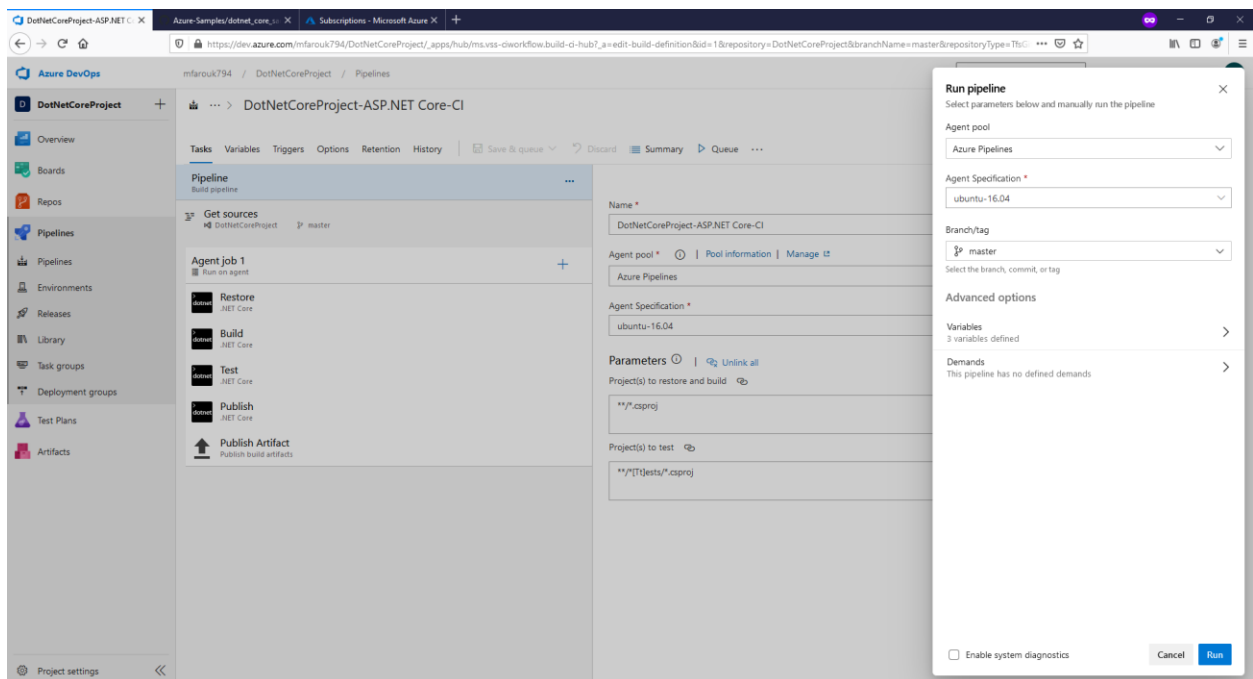 DotNetCoreProject-ASP.NET C
Azure-Samples/dotnet_core_sa
Subscriptions - Microsoft Azure
https://dev.azure.com/mfarouk794/DotNetCoreProject/_apps/hub/ms.vss-ciworkflow.build-ci-hub?_a=edit-build-definition&id=1&repository=DotNetCoreProject&branchName=master&repositoryType=TfsG
Azure DevOps
mfarouk794 / DotNetCoreProject / Pipelines
D DotNetCoreProject
DotNetCoreProject-ASP.NET Core-CI
Overview
Boards
Repos
Pipelines
Pipelines
Environments
Releases
Library
Task groups
Deployment groups
Test Plans
Artifacts
Project settings
Tasks Variables Triggers Options Retention History Save & queue Discard Summary Queue
Pipeline
Build pipeline
Get sources
DotNetCoreProject master
Agent job 1
Run on agent
dotnet Restore
.NET Core
dotnet Build
.NET Core
dotnet Test
.NET Core
dotnet Publish
.NET Core
Publish Artifact
Publish build artifacts
Name *
DotNetCoreProject-ASP.NET Core-CI
Agent pool * | Pool information | Manage
Azure Pipelines
Agent Specification *
ubuntu-16.04
Parameters | Unlink all
Project(s) to restore and build
**/*.csproj
Project(s) to test
**/*[Tt]ests/*.csproj
Run pipeline
Select parameters below and manually run the pipeline
Agent pool
Azure Pipelines
Agent Specification *
ubuntu-16.04
Branch/tag
master
Select the branch, commit, or tag
Advanced options
Variables
3 variables defined
Demands
This pipeline has no defined demands
Enable system diagnostics
Cancel Run